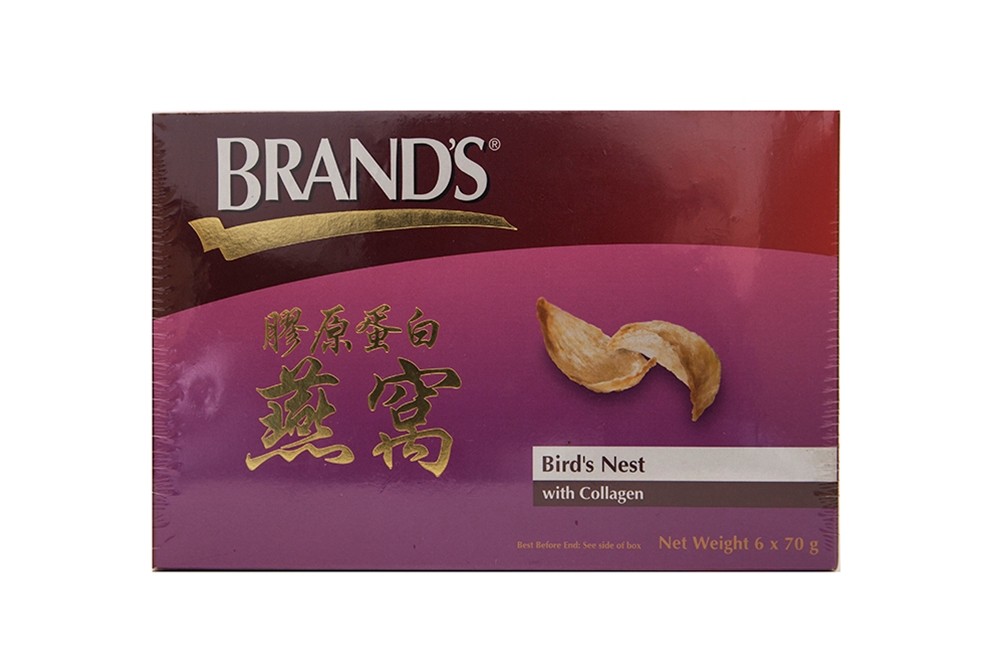 BRAND'S®
膠原蛋白
燕窩
Bird's Nest
with Collagen
Best Before End: See side of box
Net Weight 6 x 70 g